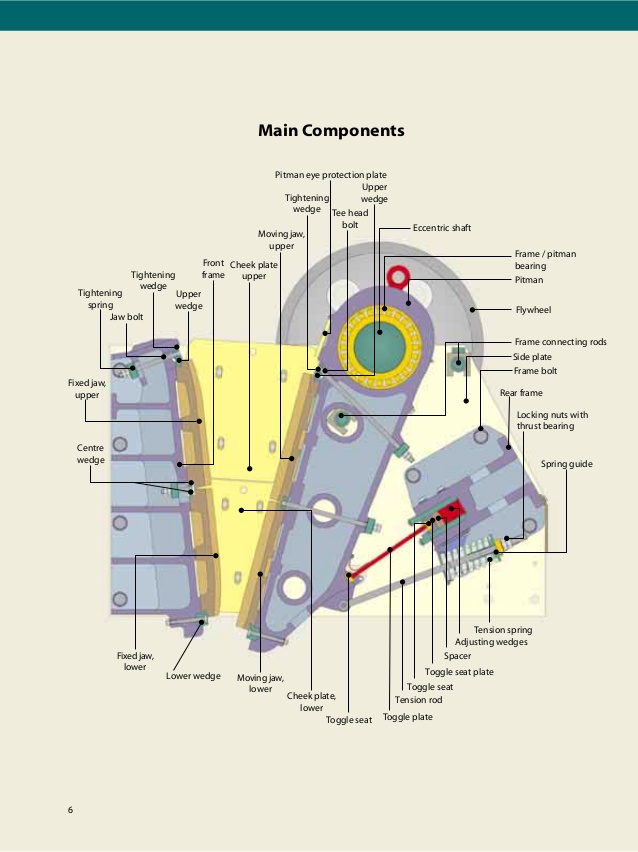 Main Components
Pitman eye protection plate
Upper
wedge
Tightening
wedge
Tee head
bolt
Eccentric shaft
Moving jaw,
upper
Frame / pitman
bearing
Front
frame
Cheek plate
upper
Tightening
wedge
Pitman
Tightening
spring
Upper
wedge
Jaw bolt
Flywheel
Frame connecting rods
Side plate
Frame bolt
Fixed jaw,
upper
Rear frame
Locking nuts with
thrust bearing
Centre
wedge
Spring guide
Tension spring
Adjusting wedges
Fixed jaw,
lower
Spacer
Lower wedge
Toggle seat plate
Moving jaw,
lower
Toggle seat
Cheek plate,
lower
Tension rod
Toggle seat
Toggle plate
6